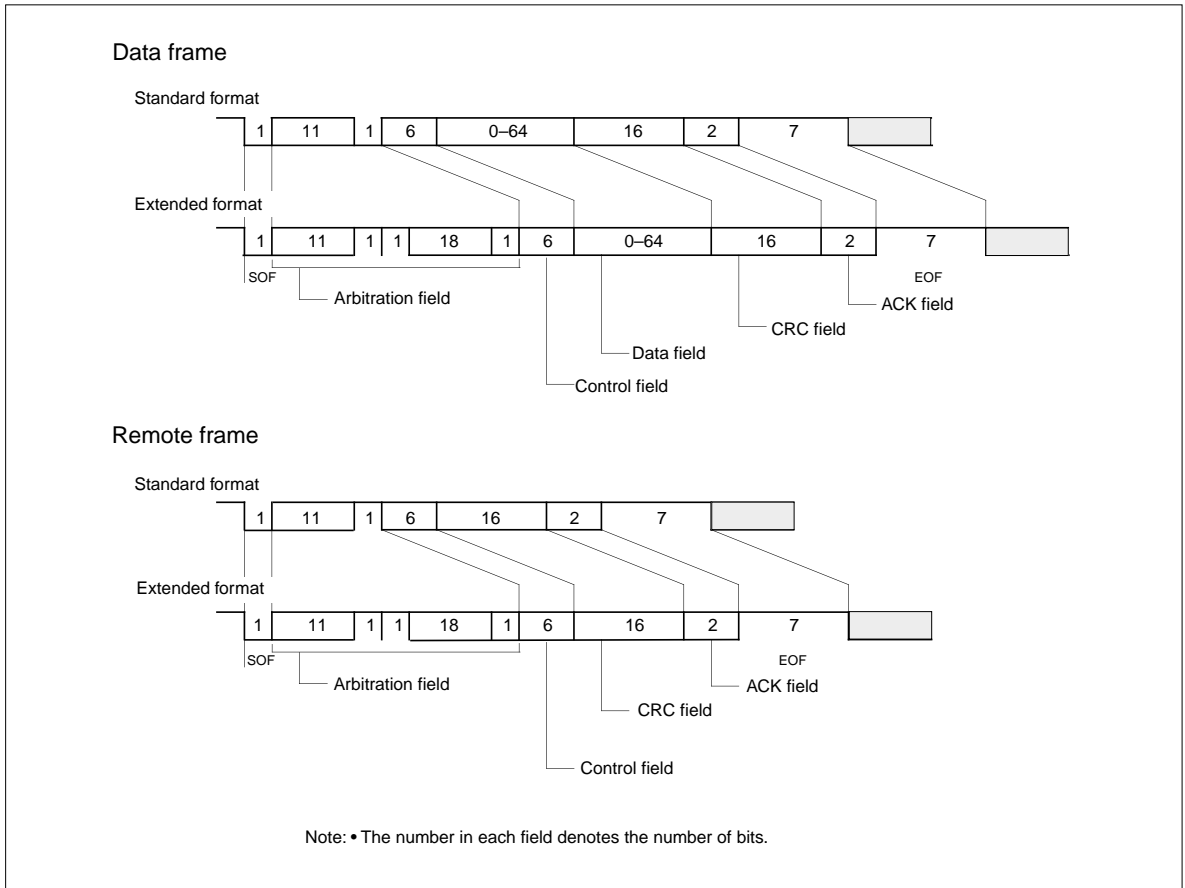 Data frame
Standard format
1 11 1 6 0–64 16 2 7
Extended format
1 11 1 1 18 1 6 0–64 16 2 7
SOF EOF
Arbitration field ACK field
CRC field
Data field
Control field
Remote frame
Standard format
1 11 1 6 16 2 7
Extended format
1 11 1 1 18 1 6 16 2 7
SOF EOF
Arbitration field ACK field
CRC field
Control field
Note: • The number in each field denotes the number of bits.